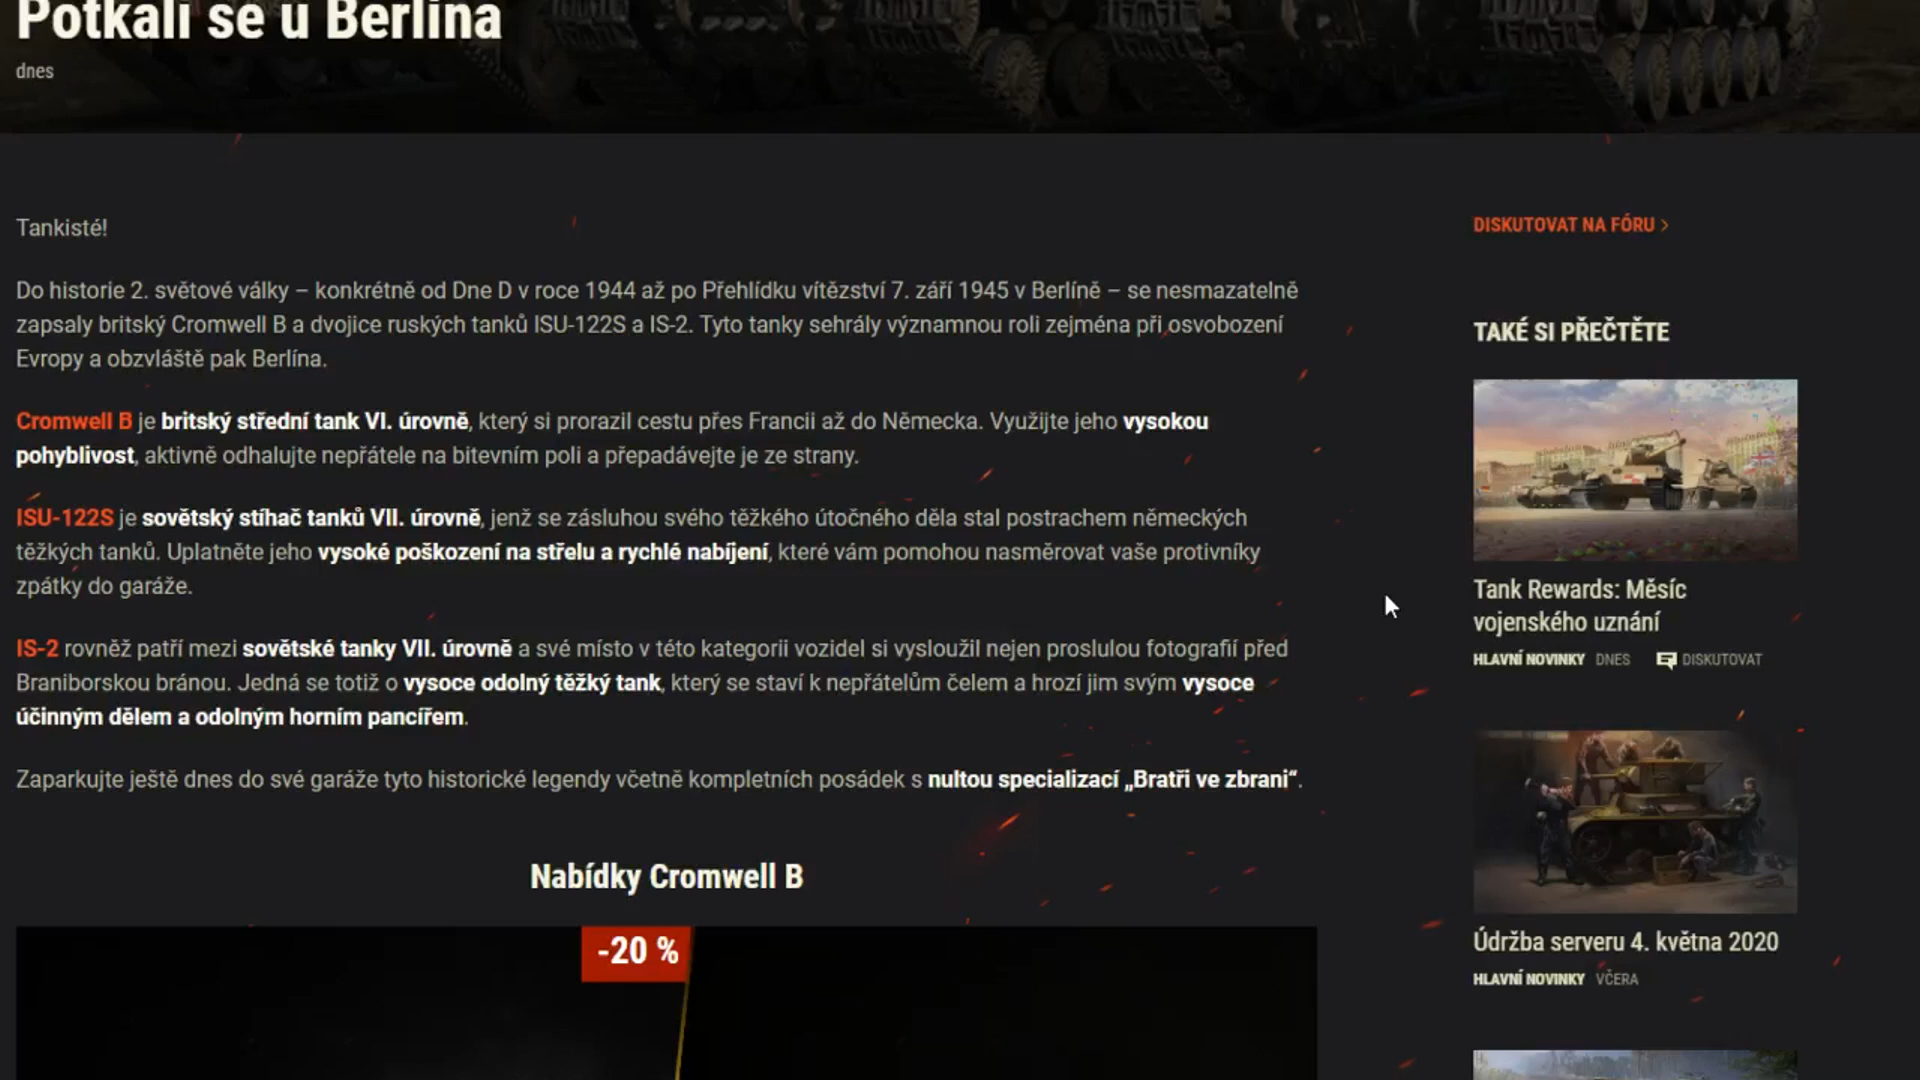 Potkali se u Berlína
dnes
Tankisté!
Do historie 2. světové války – konkrétně od Dne D v roce 1944 až po Přehlídku vítězství 7. září 1945 v Berlíně – se nesmazatelně
zapsaly britský Cromwell B a dvojice ruských tanků ISU-122S a IS-2. Tyto tanky sehrály významnou roli zejména při osvobození
Evropy a obzvláště pak Berlína.
Cromwell B je britský střední tank VI. úrovně, který si prorazil cestu přes Francii až do Německa. Využijte jeho vysokou
pohyblivost, aktivně odhalujte nepřátele na bitevním poli a přepadávejte je ze strany.
ISU-122S je sovětský stíhač tanků VII. úrovně, jenž se zásluhou svého těžkého útočného děla stal postrachem německých
těžkých tanků. Uplatněte jeho vysoké poškození na střelu a rychlé nabíjení, které vám pomohou nasměrovat vaše protivníky
zpátky do garáže.
IS-2 rovněž patří mezi sovětské tanky VII. úrovně a své místo v této kategorii vozidel si vysloužil nejen proslulou fotografií před
Braniborskou bránou. Jedná se totiž o vysoce odolný těžký tank, který se staví k nepřátelům čelem a hrozí jim svým vysoce
účinným dělem a odolným horním pancířem.
Zaparkujte ještě dnes do své garáže tyto historické legendy včetně kompletních posádek s nultou specializací „Bratři ve zbrani“.
Nabídky Cromwell B
-20 %
DISKUTOVAT NA FÓRU >
TAKÉ SI PŘEČTĚTE
Tank Rewards: Měsíc
vojenského uznání
HLAVNÍ NOVINKY DNES DISKUTOVAT
Údržba serveru 4. května 2020
HLAVNÍ NOVINKY VČERA